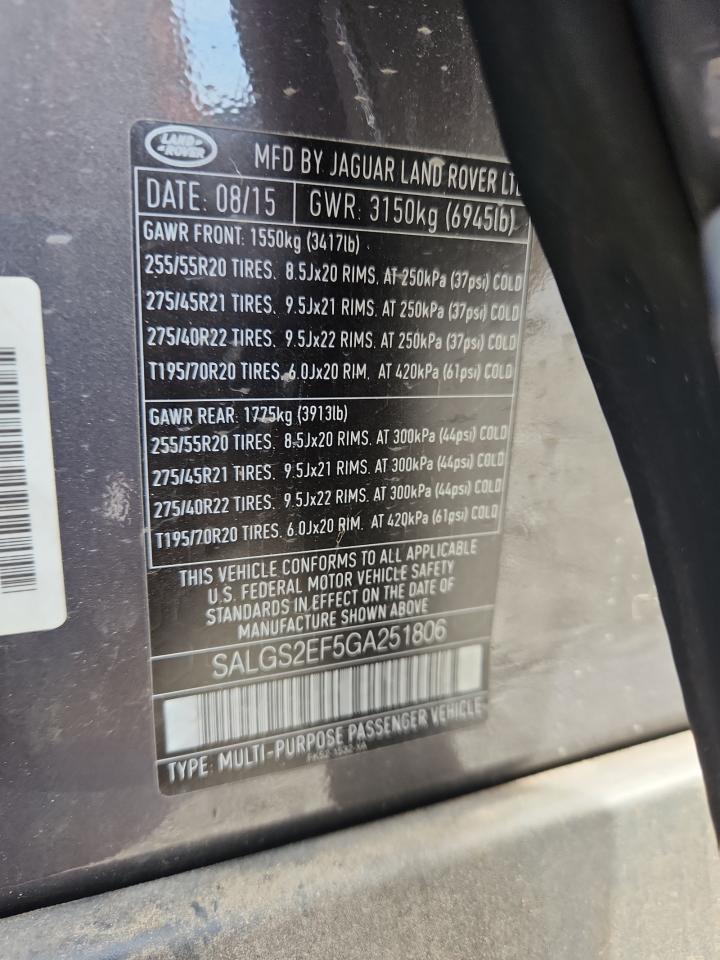 LAND ROVER
MFD BY JAGUAR LAND ROVER
DATE: 08/15 GWR: 3150kg (6945lb)
GAWR FRONT: 1550kg (3417lb)
255/55R20 TIRES. 8.5Jx20 RIMS. AT 250kPa (37psi) COLD
275/45R21 TIRES. 9.5Jx21 RIMS. AT 250kPa (37psi) COLD
275/40R22 TIRES. 9.5Jx22 RIMS. AT 250kPa (37psi) COLD
T195/70R20 TIRES. 6.0Jx20 RIM. AT 420kPa (61psi) COLD
GAWR REAR: 1775kg (3913lb)
255/55R20 TIRES. 8.5Jx20 RIMS. AT 300kPa (44psi) COLD
275/45R21 TIRES. 9.5Jx21 RIMS. AT 300kPa (44psi) COLD
275/40R22 TIRES. 9.5Jx22 RIMS. AT 300kPa (44psi) COLD
T195/70R20 TIRES. 6.0Jx20 RIM. AT 420kPa (61psi) COLD
THIS VEHICLE CONFORMS TO ALL APPLICABLE
U.S. FEDERAL MOTOR VEHICLE SAFETY
STANDARDS IN EFFECT ON THE DATE OF
MANUFACTURE SHOWN ABOVE
SALGS2EF5GA251806
TYPE: MULTI-PURPOSE PASSENGER VEHICLE